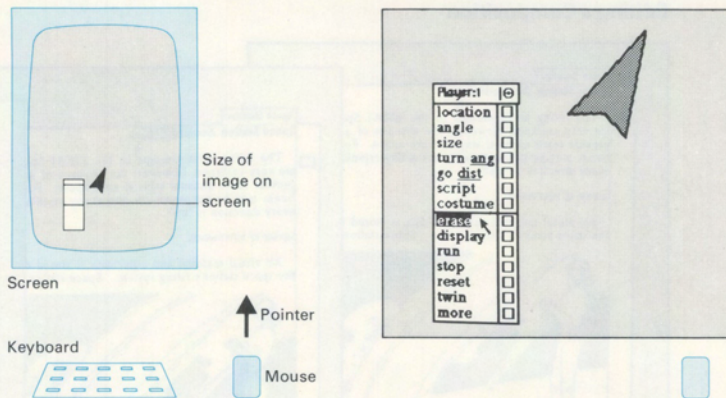 Size of
image on
screen
Screen
Pointer
Keyboard
Mouse
Player:1
location
angle
size
turn ang
go dist
script
costume
erase
display
run
stop
reset
twin
more